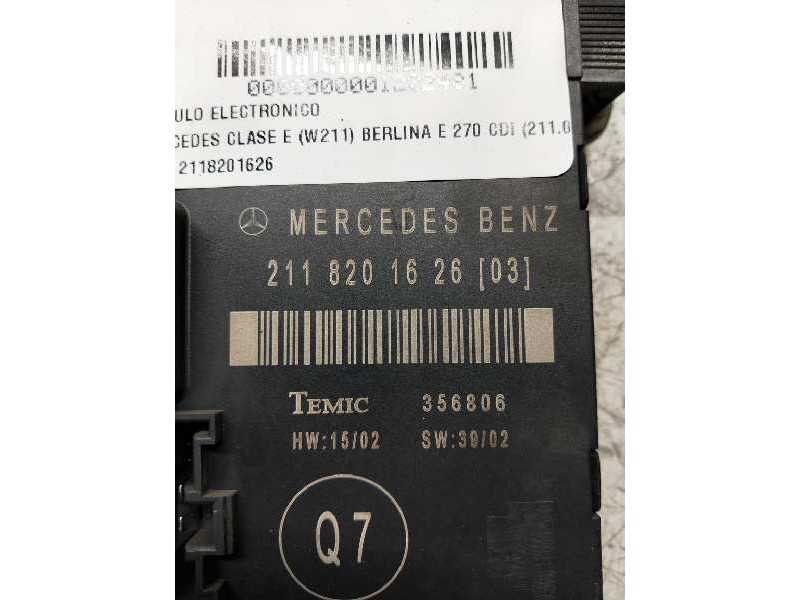 ULO ELECTRONICO
CEDES CLASE E (W211) BERLINA E 270 CDI (211.0
2118201626
MERCEDES BENZ
211 820 16 26 [03]
TEMIC 356806
HW:15/02 SW:39/02
Q7